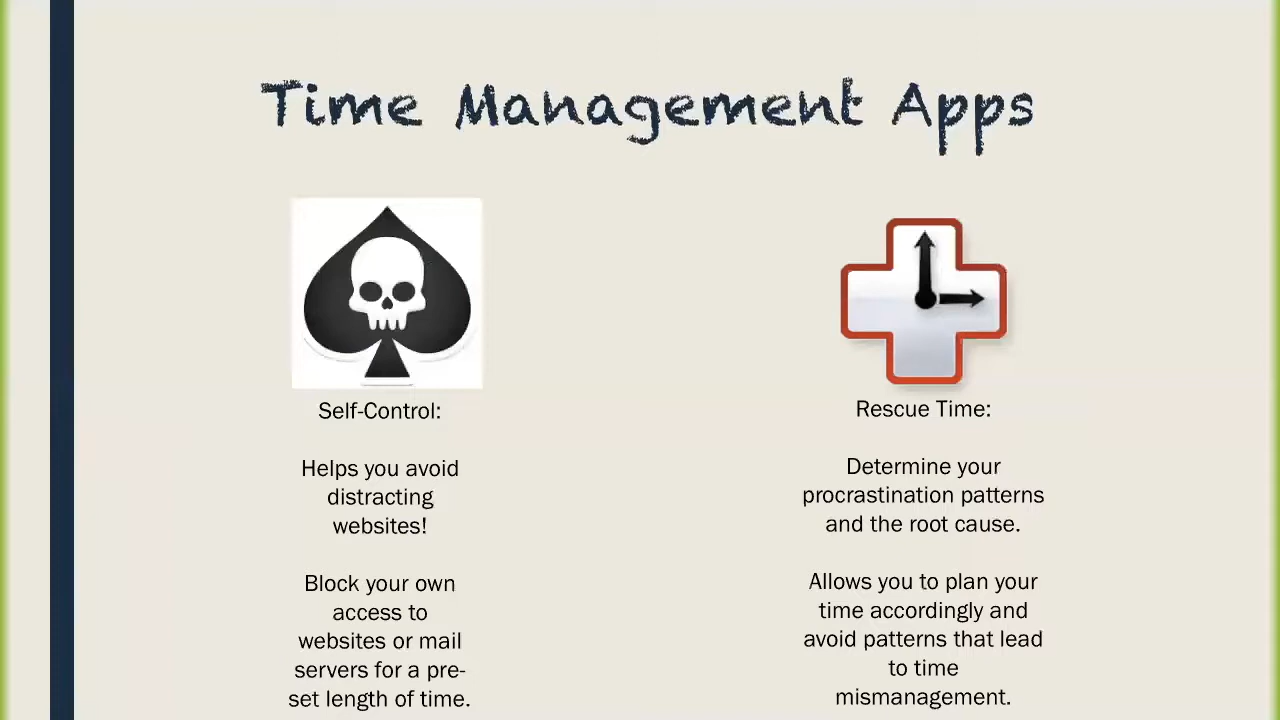 Time Management Apps
Self-Control:
Helps you avoid
distracting
websites!
Block your own
access to
websites or mail
servers for a pre-
set length of time.
Rescue Time:
Determine your
procrastination patterns
and the root cause.
Allows you to plan your
time accordingly and
avoid patterns that lead
to time
mismanagement.